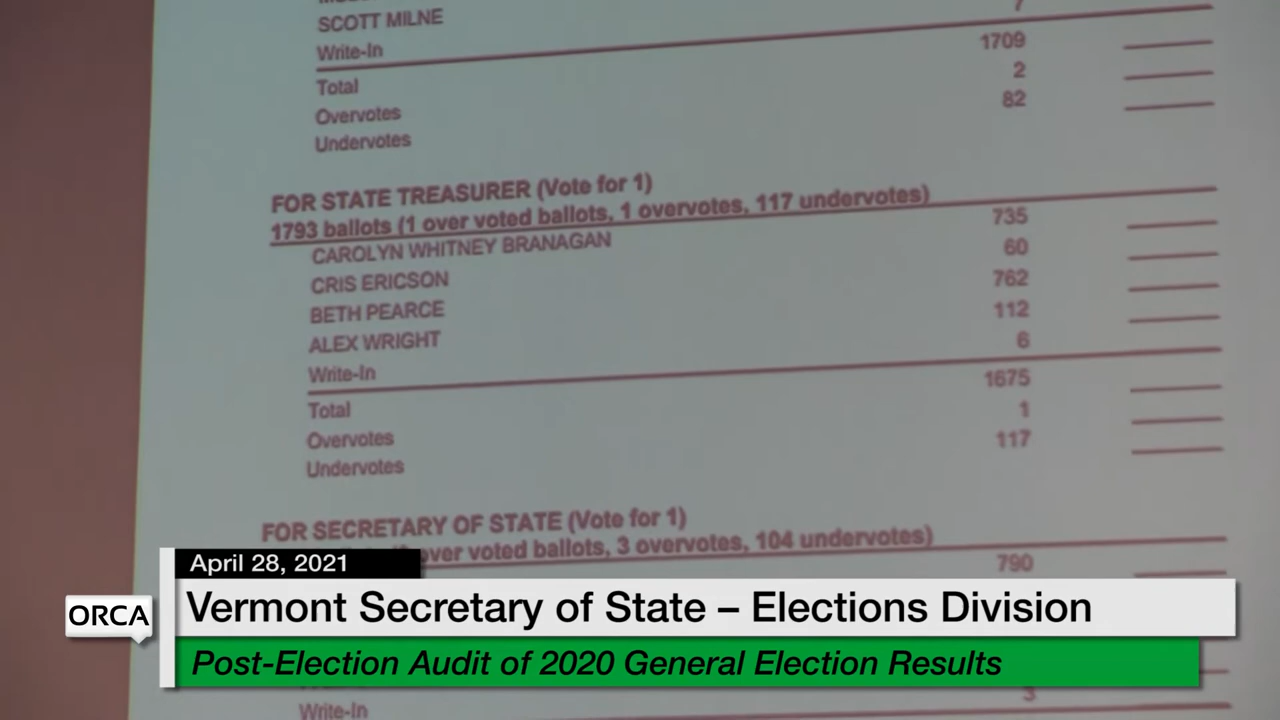 SCOTT MILNE
Write-In 7
Total 1709
Overvotes 2
Undervotes 82
FOR STATE TREASURER (Vote for 1)
1793 ballots (1 over voted ballots, 1 overvotes, 117 undervotes)
CAROLYN WHITNEY BRANAGAN 735
CRIS ERICSON 60
BETH PEARCE 762
ALEX WRIGHT 112
Write-In 6
Total 1675
Overvotes 1
Undervotes 117
FOR SECRETARY OF STATE (Vote for 1)
over voted ballots, 3 overvotes, 104 undervotes)
790
April 28, 2021
ORCA
Vermont Secretary of State – Elections Division
Post-Election Audit of 2020 General Election Results
Write-In 3